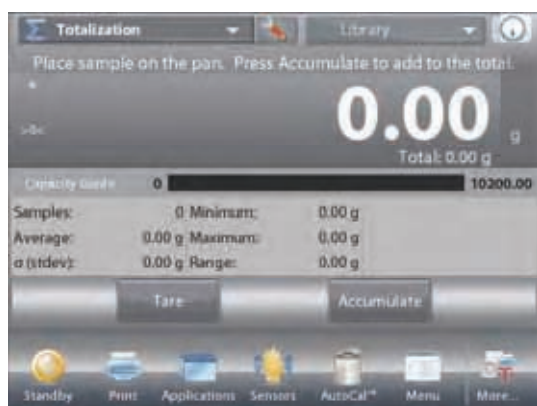 Totalization Library
Place sample on the pan. Press Accumulate to add to the total.
*
>0< 0.00 g
Total: 0.00 g
Capacity Guide 0 10200.00
Samples: 0 Minimum: 0.00 g
Average: 0.00 g Maximum: 0.00 g
σ (stdev): 0.00 g Range: 0.00 g
Tare Accumulate
Standby Print Applications Sensors AutoCal™ Menu More...